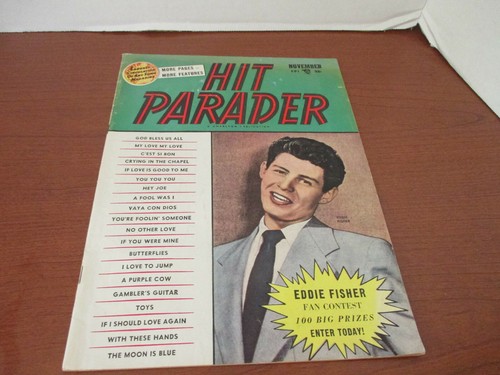 MORE PAGES
MORE FEATURES
NOVEMBER
HIT
PARADER
GOD BLESS US ALL
MY LOVE MY LOVE
C'EST SI BON
CRYING IN THE CHAPEL
IF LOVE IS GOOD TO ME
YOU YOU YOU
HEY JOE
A FOOL WAS I
VAYA CON DIOS
YOU'RE FOOLIN' SOMEONE
NO OTHER LOVE
IF YOU WERE MINE
BUTTERFLIES
I LOVE TO JUMP
A PURPLE COW
GAMBLER'S GUITAR
TOYS
IF I SHOULD LOVE AGAIN
WITH THESE HANDS
THE MOON IS BLUE
EDDIE FISHER
EDDIE FISHER
FAN CONTEST
100 BIG PRIZES
ENTER TODAY!